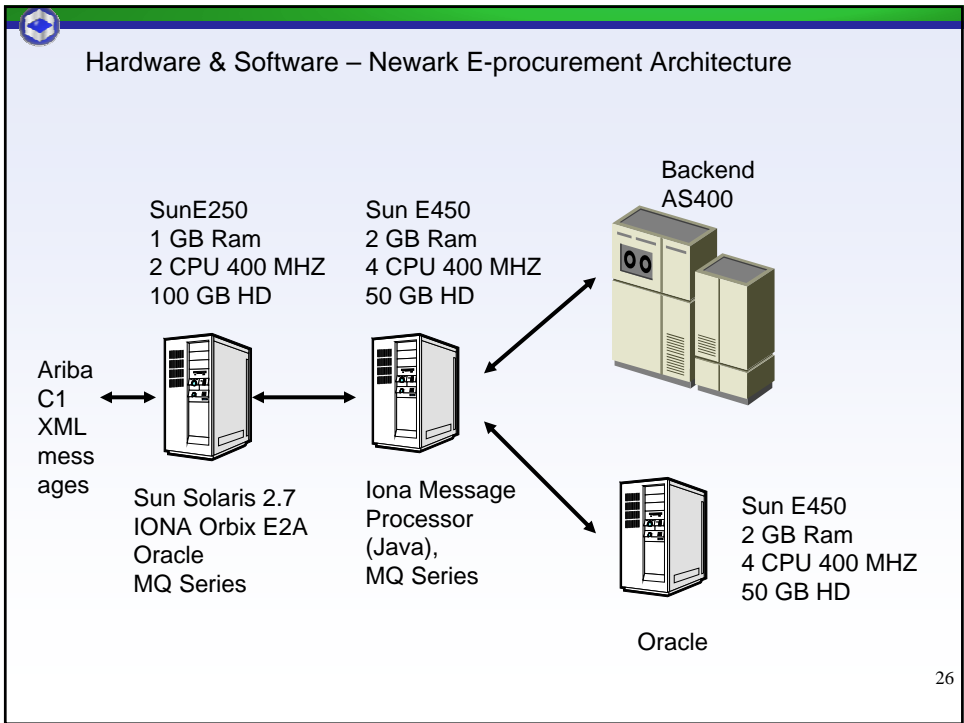 Hardware & Software – Newark E-procurement Architecture
Backend
AS400
SunE250
1 GB Ram
2 CPU 400 MHZ
100 GB HD
Sun E450
2 GB Ram
4 CPU 400 MHZ
50 GB HD
Ariba
C1
XML
mess
ages
Sun Solaris 2.7
IONA Orbix E2A
Oracle
MQ Series
Iona Message
Processor
(Java),
MQ Series
Sun E450
2 GB Ram
4 CPU 400 MHZ
50 GB HD
Oracle
26